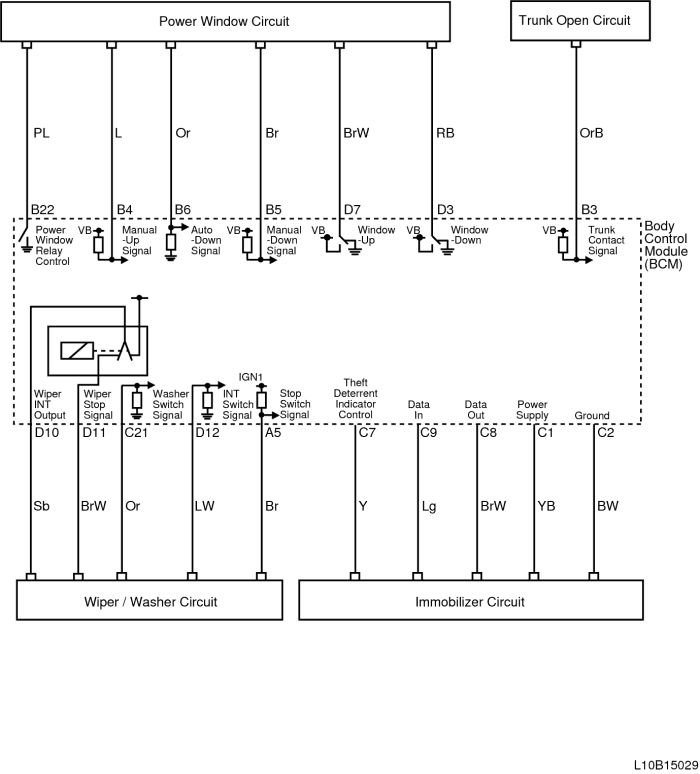 Power Window Circuit
Trunk Open Circuit
PL
L
Or
Br
BrW
RB
OrB
B22
B4
B6
B5
D7
D3
B3
Power
Window
Relay
Control
VB
Manual
-Up
Signal
Auto
-Down
Signal
VB
Manual
-Down
Signal
VB
Window
-Up
VB
Window
-Down
VB
Trunk
Contact
Signal
Body
Control
Module
(BCM)
Wiper
INT
Output
Wiper
Stop
Signal
Washer
Switch
Signal
INT
Switch
Signal
IGN1
Stop
Switch
Signal
Theft
Deterrent
Indicator
Control
Data
In
Data
Out
Power
Supply
Ground
D10
D11
C21
D12
A5
C7
C9
C8
C1
C2
Sb
BrW
Or
LW
Br
Y
Lg
BrW
YB
BW
Wiper / Washer Circuit
Immobilizer Circuit
L10B15029